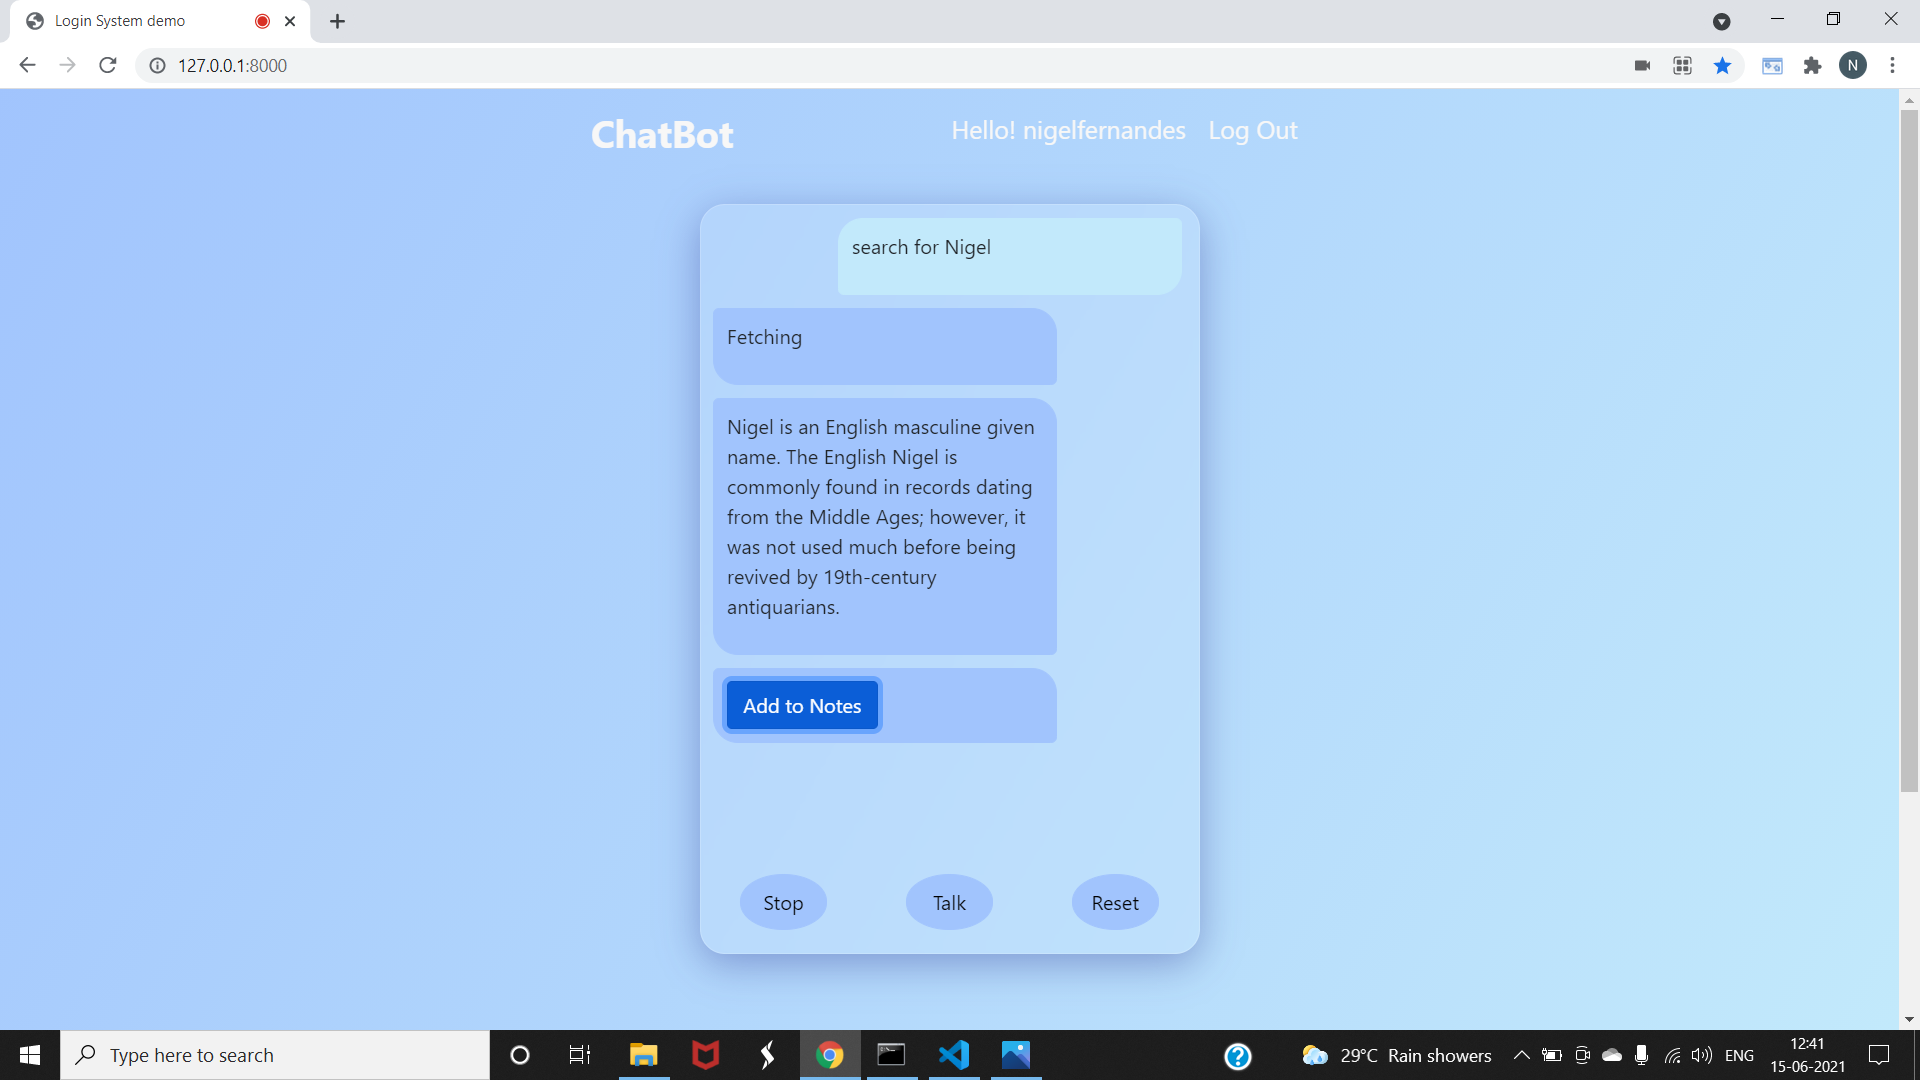 Login System demo
127.0.0.1:8000
N
ChatBot
Hello! nigelfernandes Log Out
search for Nigel
Fetching
Nigel is an English masculine given
name. The English Nigel is
commonly found in records dating
from the Middle Ages; however, it
was not used much before being
revived by 19th-century
antiquarians.
Add to Notes
Stop Talk Reset
Type here to search
29°C Rain showers
ENG
12:41
15-06-2021